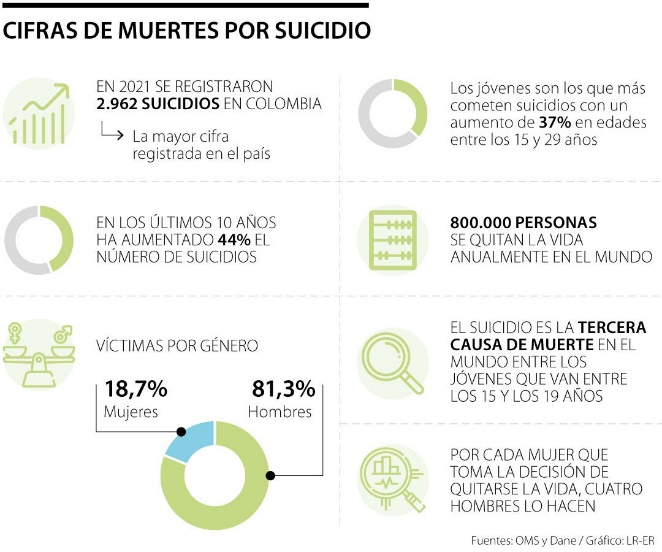 CIFRAS DE MUERTES POR SUICIDIO
EN 2021 SE REGISTRARON
2.962 SUICIDIOS EN COLOMBIA
La mayor cifra
registrada en el país
Los jóvenes son los que más
cometen suicidios con un
aumento de 37% en edades
entre los 15 y 29 años
EN LOS ÚLTIMOS 10 AÑOS
HA AUMENTADO 44% EL
NÚMERO DE SUICIDIOS
800.000 PERSONAS
SE QUITAN LA VIDA
ANUALMENTE EN EL MUNDO
VÍCTIMAS POR GÉNERO
18,7%
Mujeres
81,3%
Hombres
EL SUICIDIO ES LA TERCERA
CAUSA DE MUERTE EN EL
MUNDO ENTRE LOS
JÓVENES QUE VAN ENTRE
LOS 15 Y LOS 19 AÑOS
POR CADA MUJER QUE
TOMA LA DECISIÓN DE
QUITARSE LA VIDA, CUATRO
HOMBRES LO HACEN
Fuentes: OMS y Dane / Gráfico: LR-ER